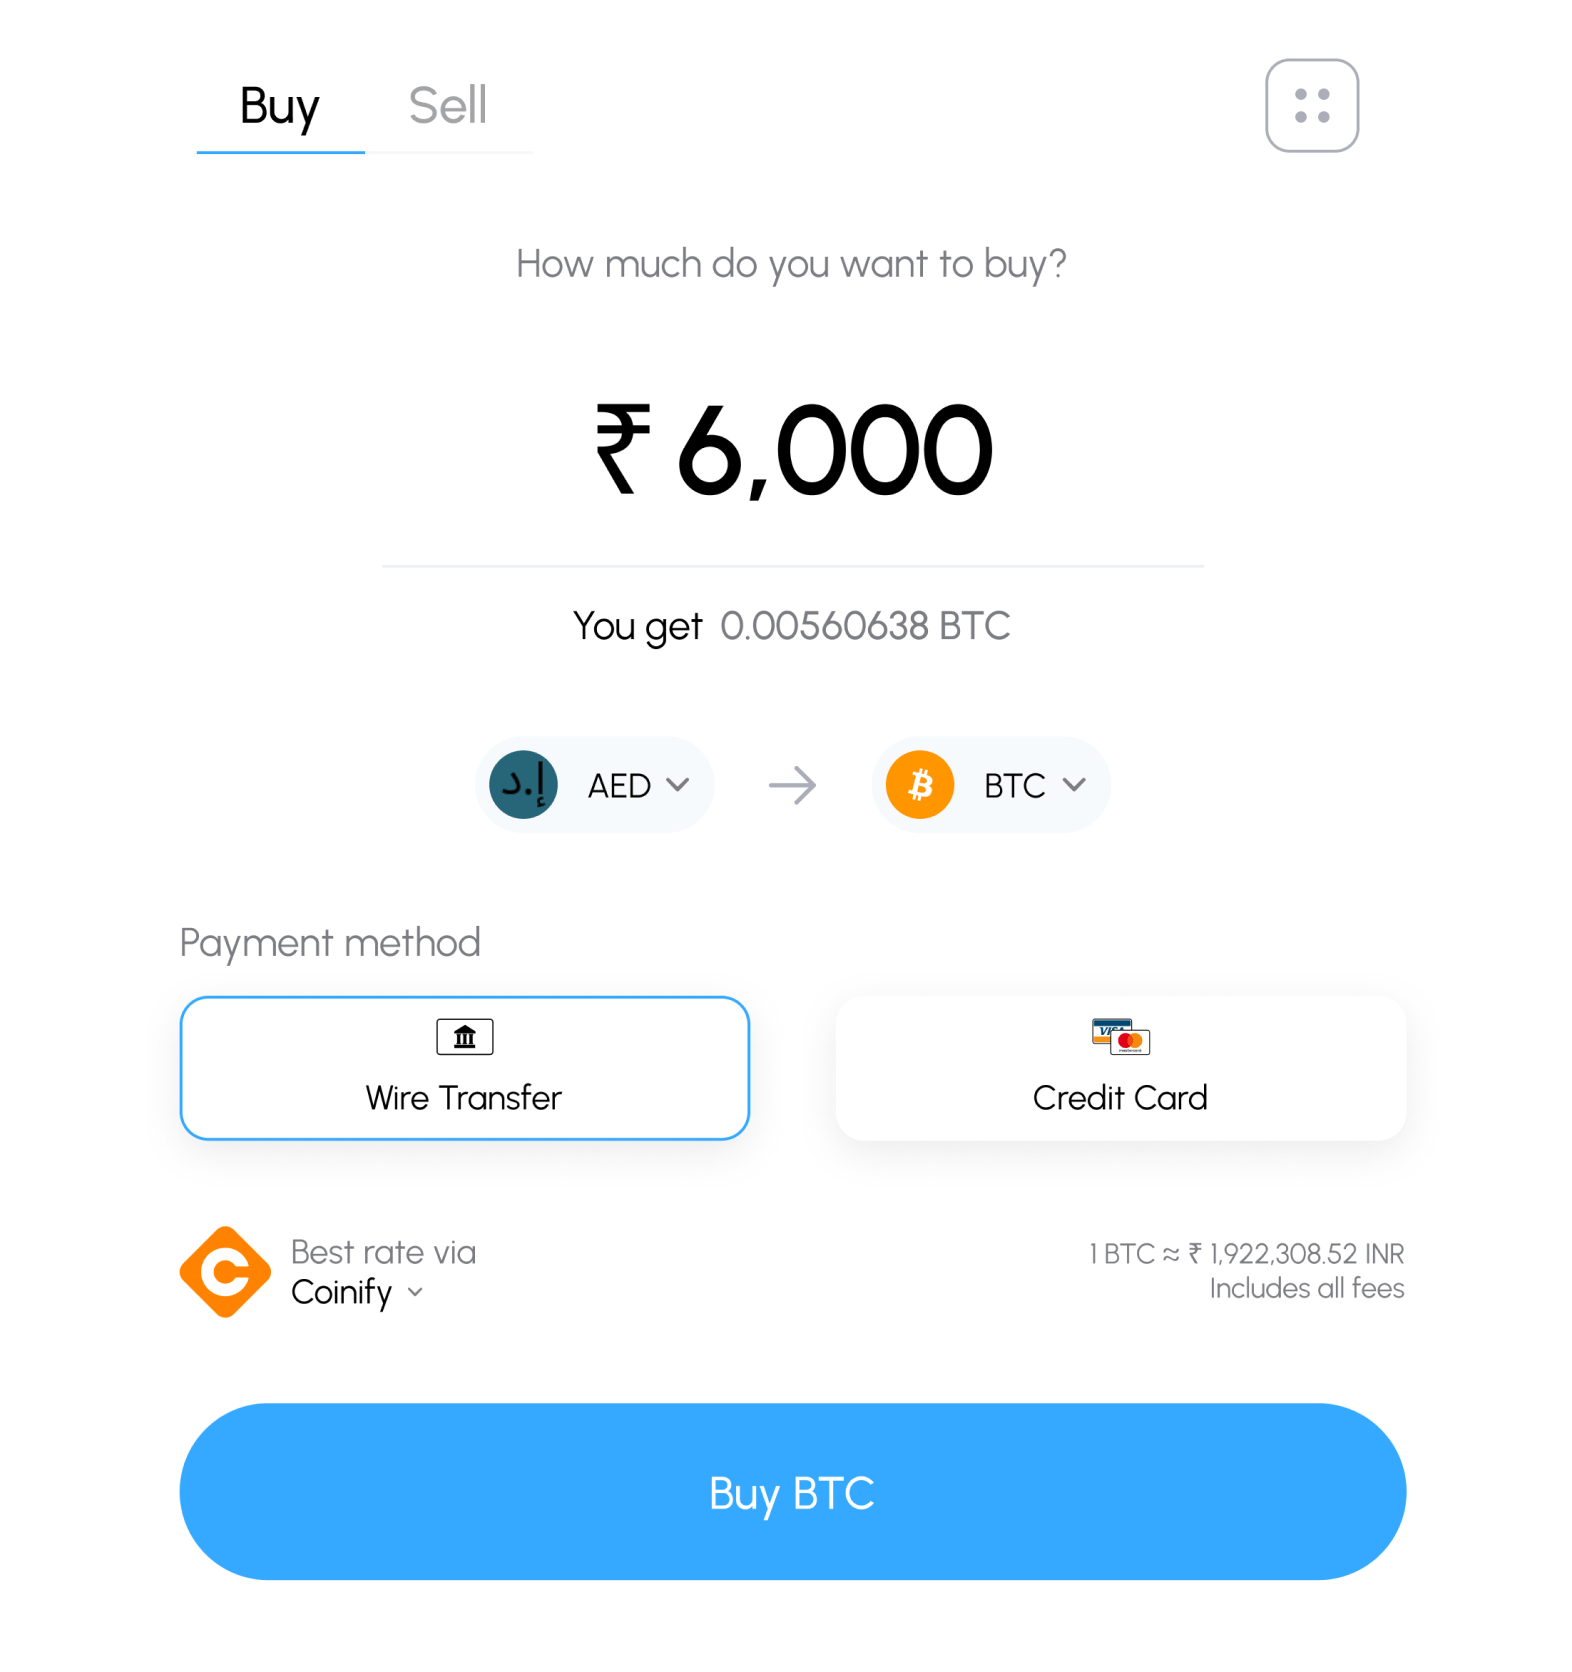 Buy
Sell
How much do you want to buy?
₹ 6,000
You get 0.00560638 BTC
د.إ
AED
BTC
Payment method
Wire Transfer
VISA
Credit Card
Best rate via
Coinify
1 BTC ≈ ₹ 1,922,308.52 INR
Includes all fees
Buy BTC